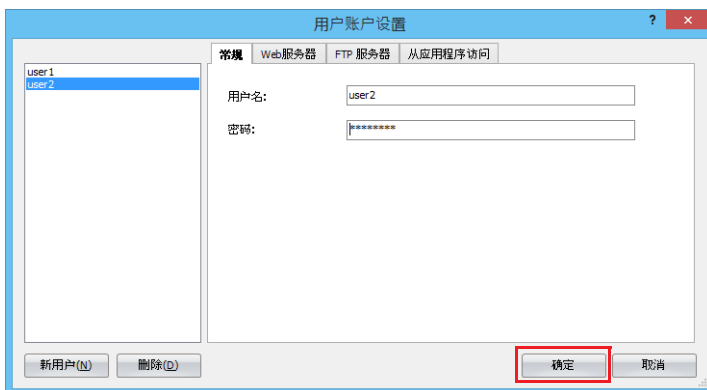 用户账户设置
? ×
常规 Web服务器 FTP 服务器 从应用程序访问
user1
user2
用户名: user2
密码: ********
新用户(N) 删除(D) 确定 取消